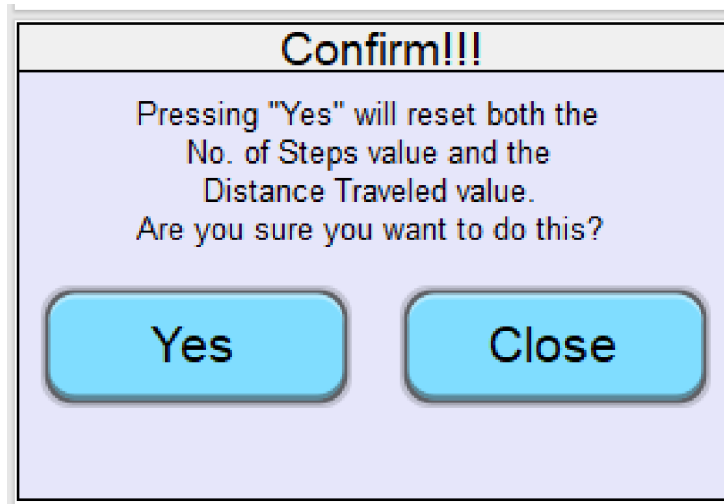 Confirm!!!
Pressing "Yes" will reset both the
No. of Steps value and the
Distance Traveled value.
Are you sure you want to do this?
Yes
Close